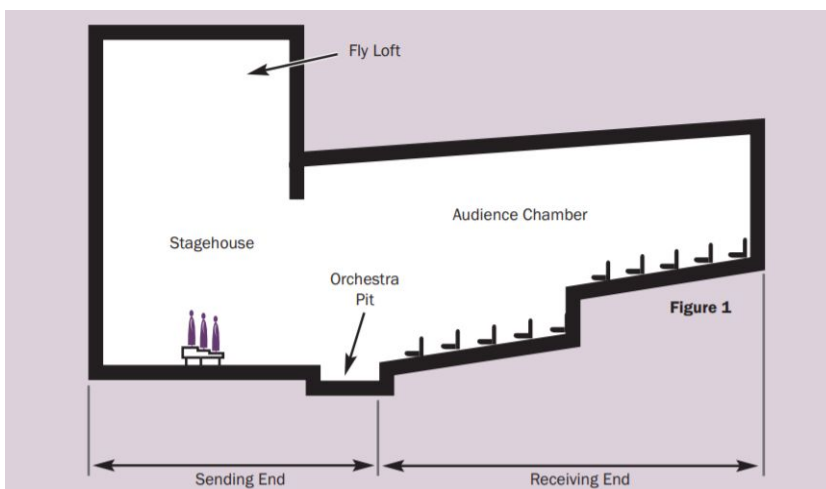 Fly Loft
Audience Chamber
Stagehouse
Orchestra
Pit
Figure 1
Sending End
Receiving End